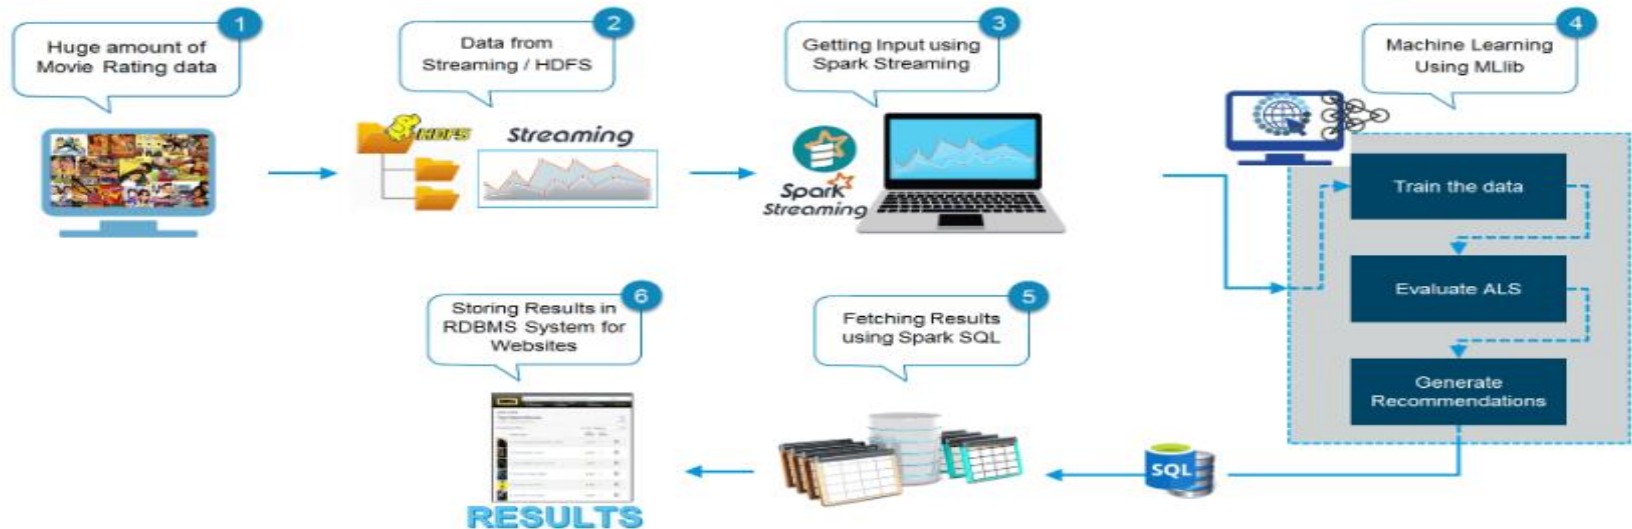 1
Huge amount of
Movie Rating data
2
Data from
Streaming / HDFS
HDFS
Streaming
3
Getting Input using
Spark Streaming
Spark
Streaming
4
Machine Learning
Using MLlib
Train the data
Evaluate ALS
Generate
Recommendations
SQL
5
Fetching Results
using Spark SQL
6
Storing Results in
RDBMS System for
Websites
RESULTS